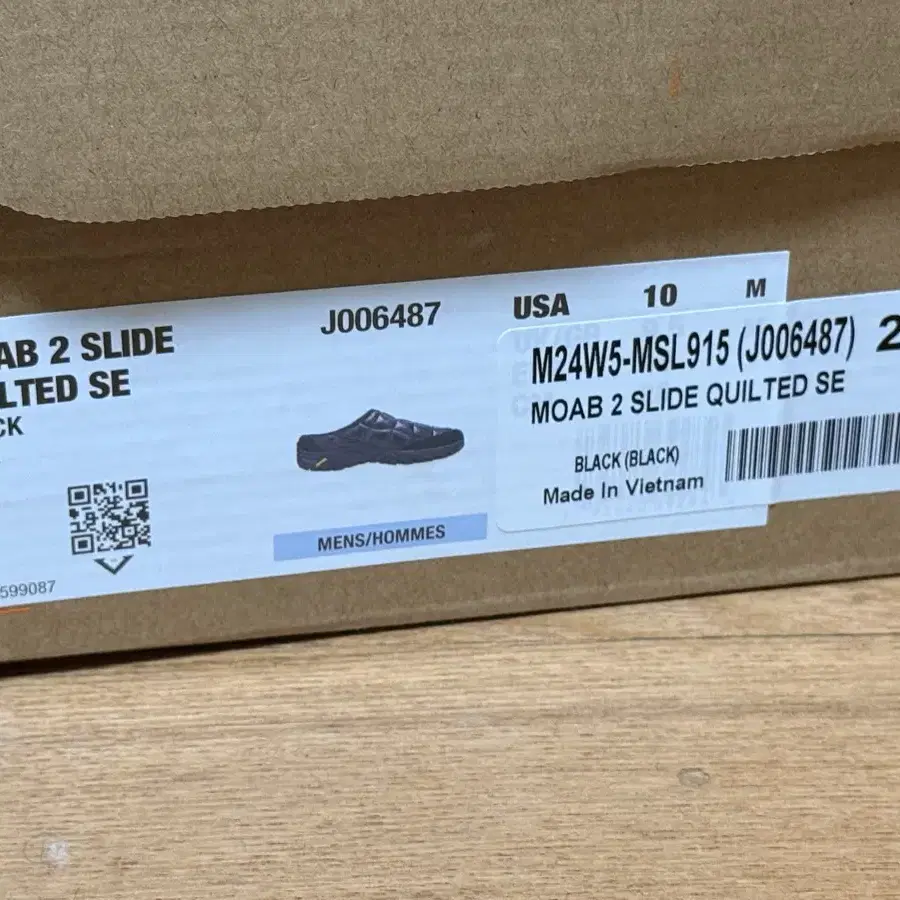 AB 2 SLIDE
LTED SE
CK
599087
J006487
MENS/HOMMES
USA 10 M
M24W5-MSL915 (J006487) 2
MOAB 2 SLIDE QUILTED SE
BLACK (BLACK)
Made In Vietnam